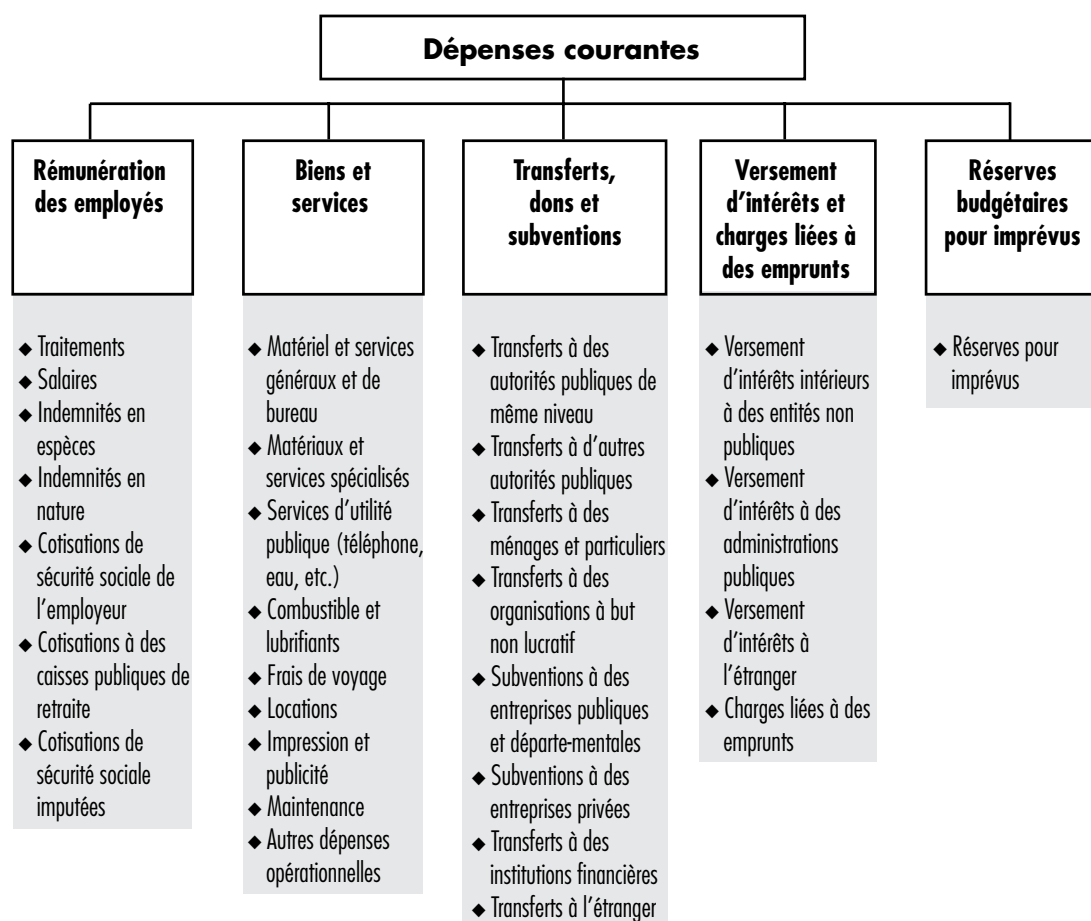 Dépenses courantes
Rémunération
des employés
◆ Traitements
◆ Salaires
◆ Indemnités en
espèces
◆ Indemnités en
nature
◆ Cotisations de
sécurité sociale de
l'employeur
◆ Cotisations à des
caisses publiques de
retraite
◆ Cotisations de
sécurité sociale
imputées
Biens et
services
◆ Matériel et services
généraux et de
bureau
◆ Matériaux et
services spécialisés
◆ Services d'utilité
publique (téléphone,
eau, etc.)
◆ Combustible et
lubrifiants
◆ Frais de voyage
◆ Locations
◆ Impression et
publicité
◆ Maintenance
◆ Autres dépenses
opérationnelles
Transferts,
dons et
subventions
◆ Transferts à des
autorités publiques de
même niveau
◆ Transferts à d'autres
autorités publiques
◆ Transferts à des
ménages et particuliers
◆ Transferts à des
organisations à but
non lucratif
◆ Subventions à des
entreprises publiques
et départe-mentales
◆ Subventions à des
entreprises privées
◆ Transferts à des
institutions financières
◆ Transferts à l'étranger
Versement
d'intérêts et
charges liées à
des emprunts
◆ Versement
d'intérêts intérieurs
à des entités non
publiques
◆ Versement
d'intérêts à des
administrations
publiques
◆ Versement
d'intérêts à
l'étranger
◆ Charges liées à des
emprunts
Réserves
budgétaires
pour imprévus
◆ Réserves pour
imprévus